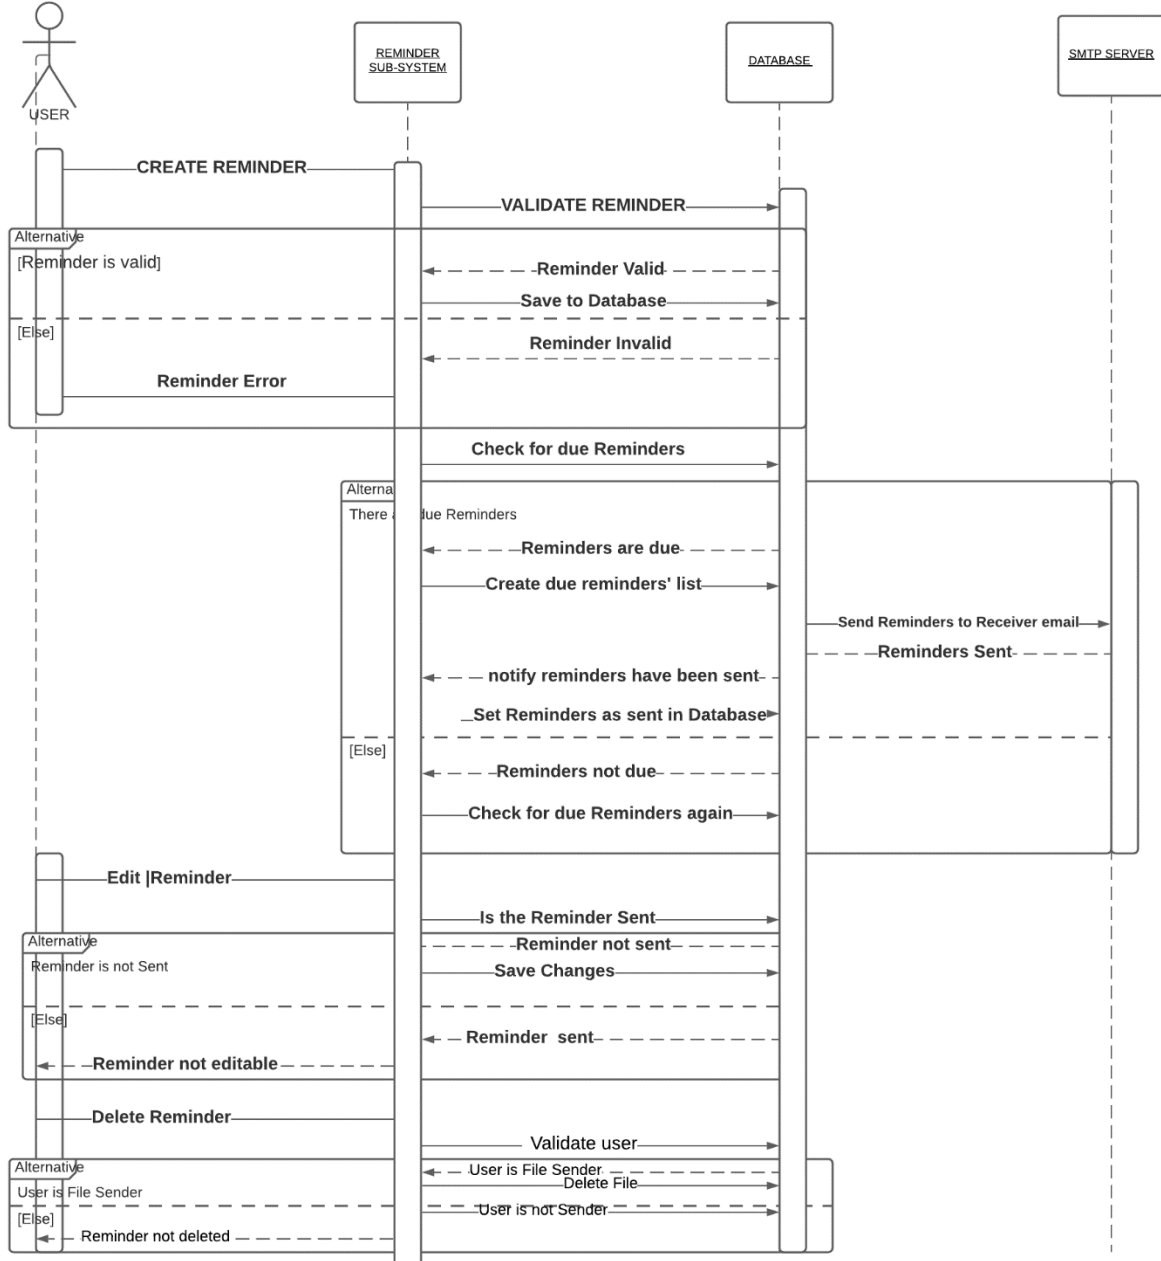 USER
REMINDER
SUB-SYSTEM
DATABASE
SMTP SERVER
CREATE REMINDER
VALIDATE REMINDER
Alternative
[Reminder is valid]
Reminder Valid
Save to Database
[Else]
Reminder Invalid
Reminder Error
Check for due Reminders
Alterna
There a due Reminders
Reminders are due
Create due reminders' list
Send Reminders to Receiver email
Reminders Sent
notify reminders have been sent
Set Reminders as sent in Database
[Else]
Reminders not due
Check for due Reminders again
Edit |Reminder
Is the Reminder Sent
Alternative
Reminder not sent
Reminder is not Sent
Save Changes
[Else]
Reminder sent
Reminder not editable
Delete Reminder
Validate user
Alternative
User is File Sender
Delete File
User is File Sender
User is not Sender
[Else]
Reminder not deleted